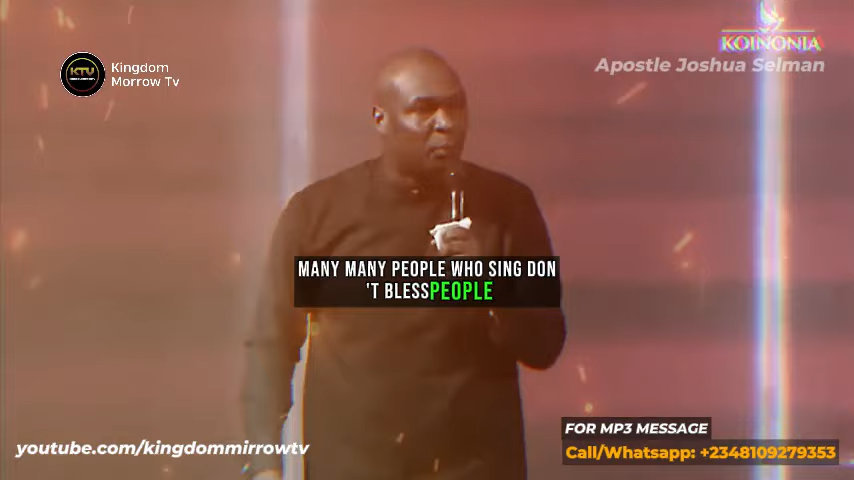 KOINONIA
Apostle Joshua Selman
KTV
Kingdom
Morrow Tv
MANY MANY PEOPLE WHO SING DON
'T BLESSPEOPLE
FOR MP3 MESSAGE
youtube.com/kingdommirrowtv
Call/Whatsapp: +2348109279353